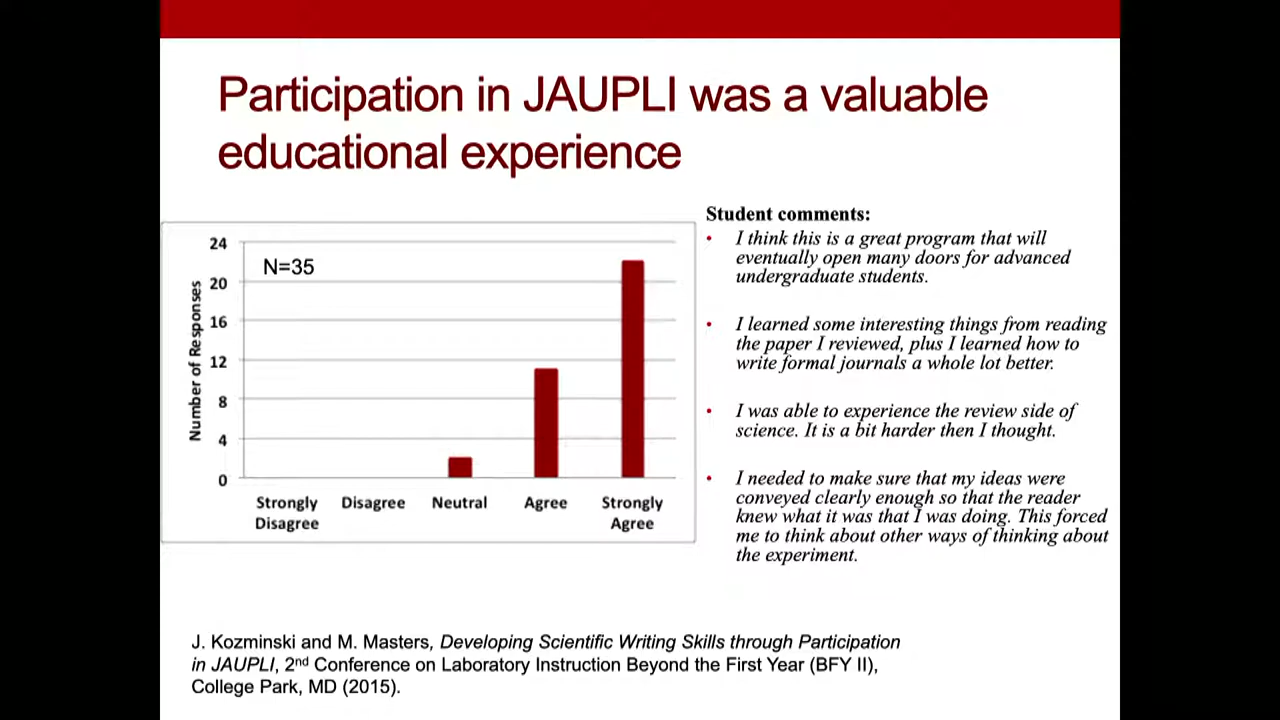 Participation in JAUPLI was a valuable
educational experience
24
20
16
12
8
4
0
Number of Responses
N=35
Strongly
Disagree
Disagree
Neutral
Agree
Strongly
Agree
Student comments:
• I think this is a great program that will
eventually open many doors for advanced
undergraduate students.
• I learned some interesting things from reading
the paper I reviewed, plus I learned how to
write formal journals a whole lot better.
• I was able to experience the review side of
science. It is a bit harder then I thought.
• I needed to make sure that my ideas were
conveyed clearly enough so that the reader
knew what it was that I was doing. This forced
me to think about other ways of thinking about
the experiment.
J. Kozminski and M. Masters, Developing Scientific Writing Skills through Participation
in JAUPLI, 2nd Conference on Laboratory Instruction Beyond the First Year (BFY II),
College Park, MD (2015).